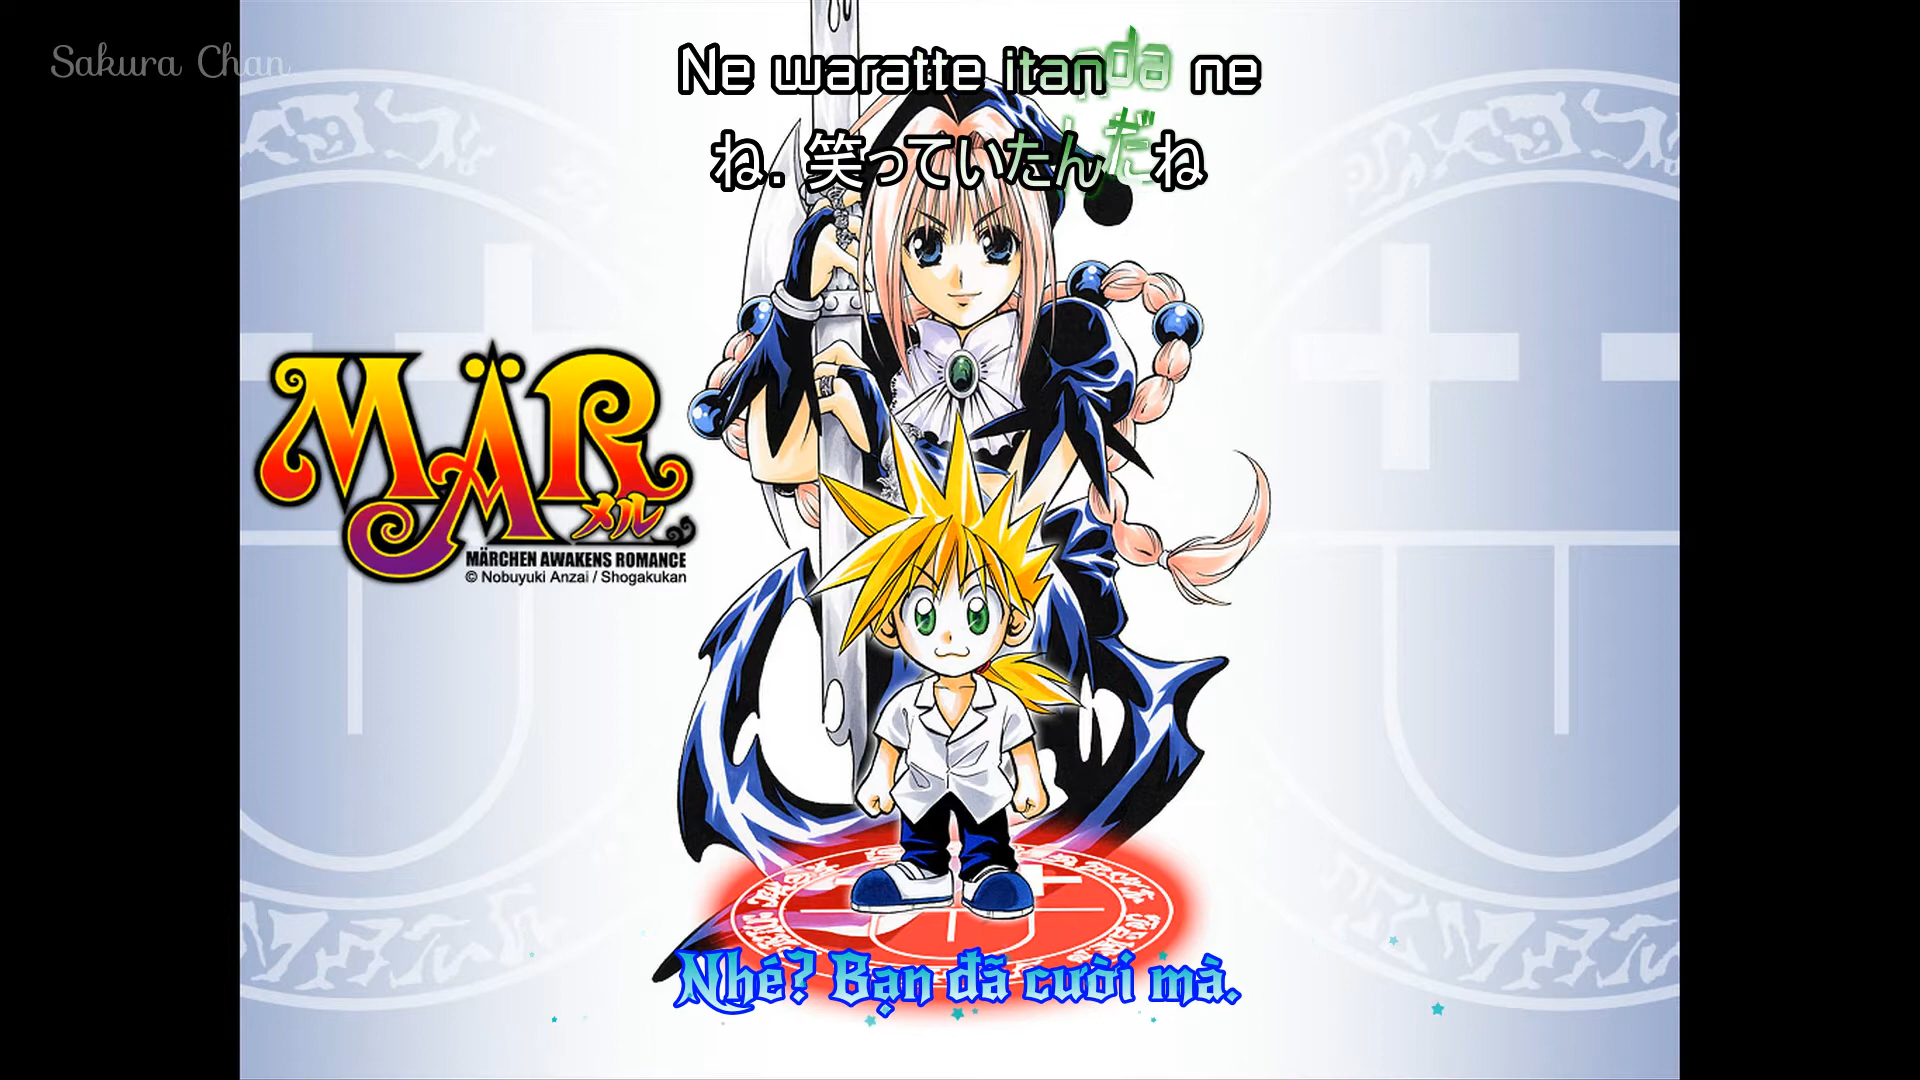 Sakura Chan
Ne waratte itanda ne
ね. 笑っていたんだね
MÄR
メル
MÄRCHEN AWAKENS ROMANCE
© Nobuyuki Anzai / Shogakukan
Nhé? Bạn đã cười mà.